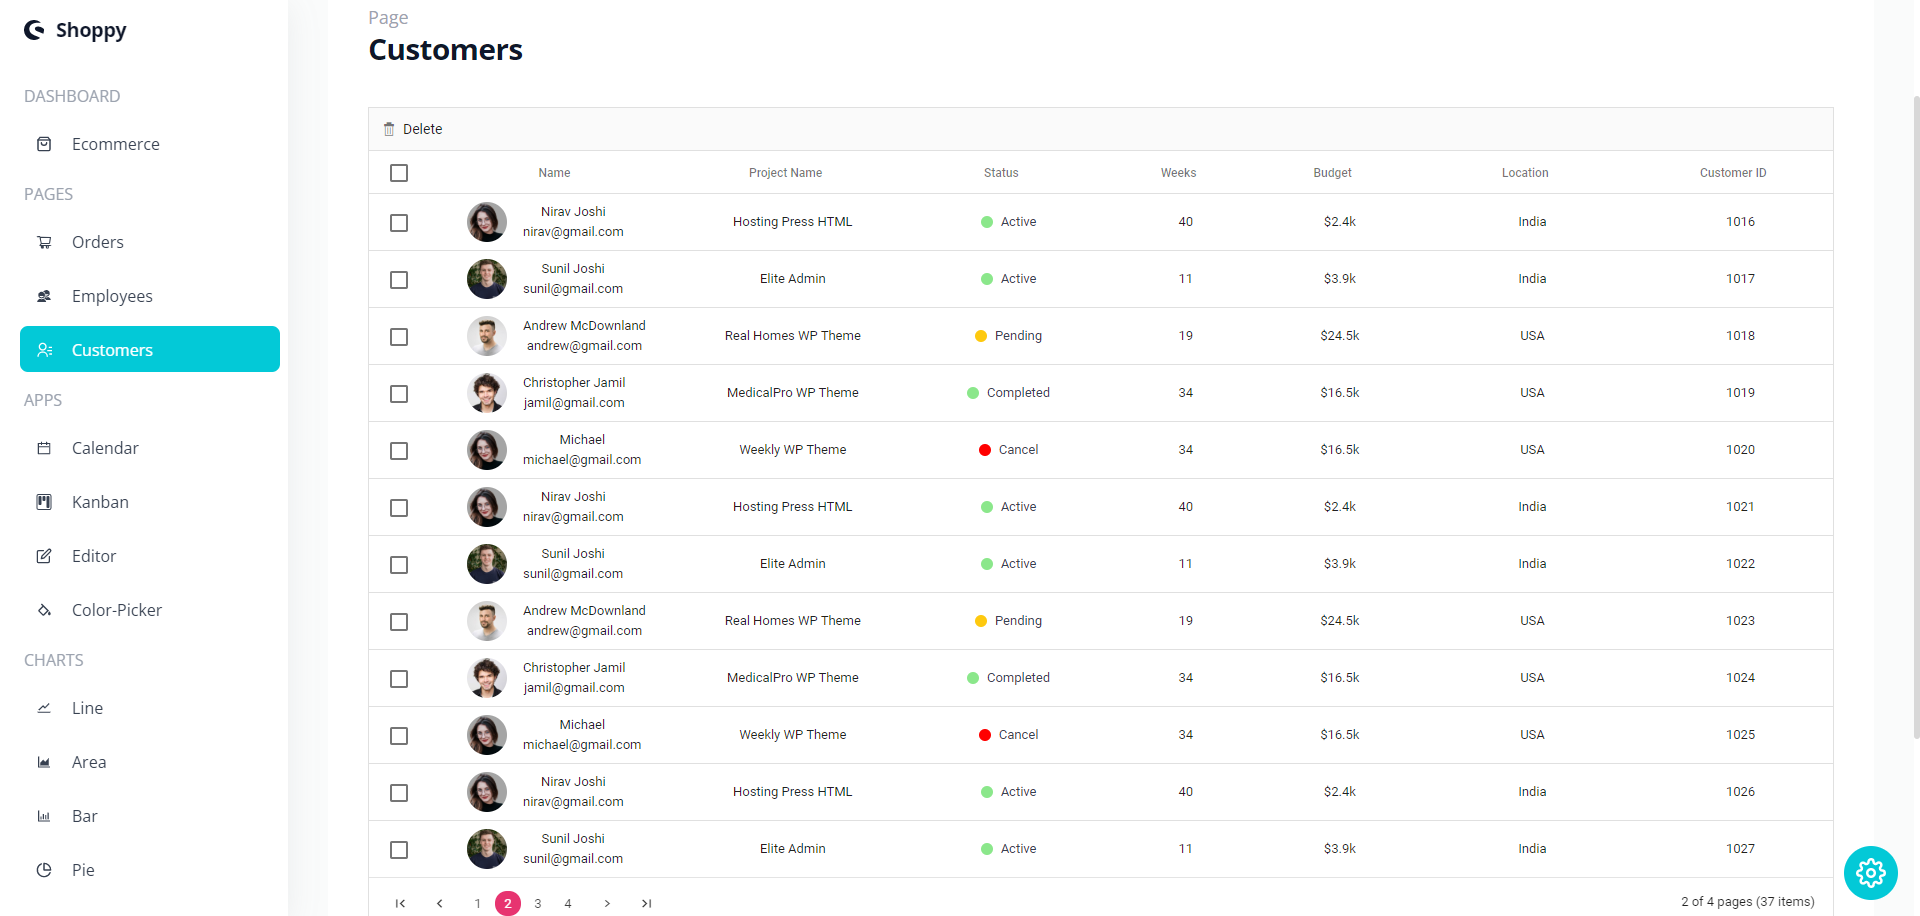 Shoppy
DASHBOARD
Ecommerce
PAGES
Orders
Employees
Customers
APPS
Calendar
Kanban
Editor
Color-Picker
CHARTS
Line
Area
Bar
Pie
Page
Customers
Delete
Name Project Name Status Weeks Budget Location Customer ID
Nirav Joshi
nirav@gmail.com Hosting Press HTML Active 40 $2.4k India 1016
Sunil Joshi
sunil@gmail.com Elite Admin Active 11 $3.9k India 1017
Andrew McDownland
andrew@gmail.com Real Homes WP Theme Pending 19 $24.5k USA 1018
Christopher Jamil
jamil@gmail.com MedicalPro WP Theme Completed 34 $16.5k USA 1019
Michael
michael@gmail.com Weekly WP Theme Cancel 34 $16.5k USA 1020
Nirav Joshi
nirav@gmail.com Hosting Press HTML Active 40 $2.4k India 1021
Sunil Joshi
sunil@gmail.com Elite Admin Active 11 $3.9k India 1022
Andrew McDownland
andrew@gmail.com Real Homes WP Theme Pending 19 $24.5k USA 1023
Christopher Jamil
jamil@gmail.com MedicalPro WP Theme Completed 34 $16.5k USA 1024
Michael
michael@gmail.com Weekly WP Theme Cancel 34 $16.5k USA 1025
Nirav Joshi
nirav@gmail.com Hosting Press HTML Active 40 $2.4k India 1026
Sunil Joshi
sunil@gmail.com Elite Admin Active 11 $3.9k India 1027
1 2 3 4 2 of 4 pages (37 items)